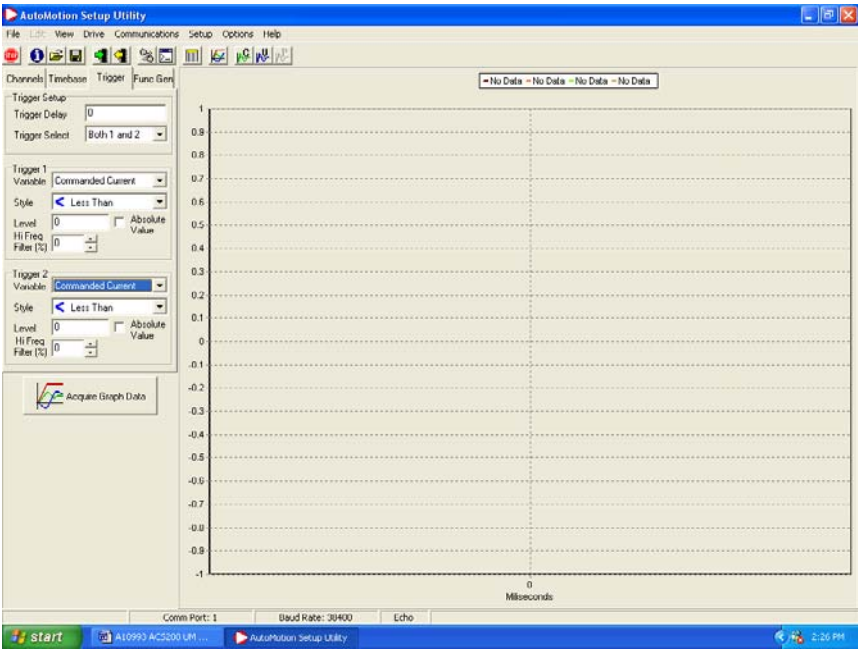 AutoMotion Setup Utility
File Edit View Drive Communications Setup Options Help
Channels Timebase Trigger Func Gen
Trigger Setup
Trigger Delay 0
Trigger Select Both 1 and 2
Trigger 1
Variable Commanded Current
Style < Less Than
Level 0 Absolute Value
Hi Freq Filter (%) 0
Trigger 2
Variable Commanded Current
Style < Less Than
Level 0 Absolute Value
Hi Freq Filter (%) 0
Acquire Graph Data
No Data No Data No Data No Data
1
0.9
0.8
0.7
0.6
0.5
0.4
0.3
0.2
0.1
0
-0.1
-0.2
-0.3
-0.4
-0.5
-0.6
-0.7
-0.8
-0.9
-1
0
Miliseconds
Comm Port: 1 Baud Rate: 38400 Echo
start A10993 AC5200 UM ... AutoMotion Setup Utility 2:26 PM